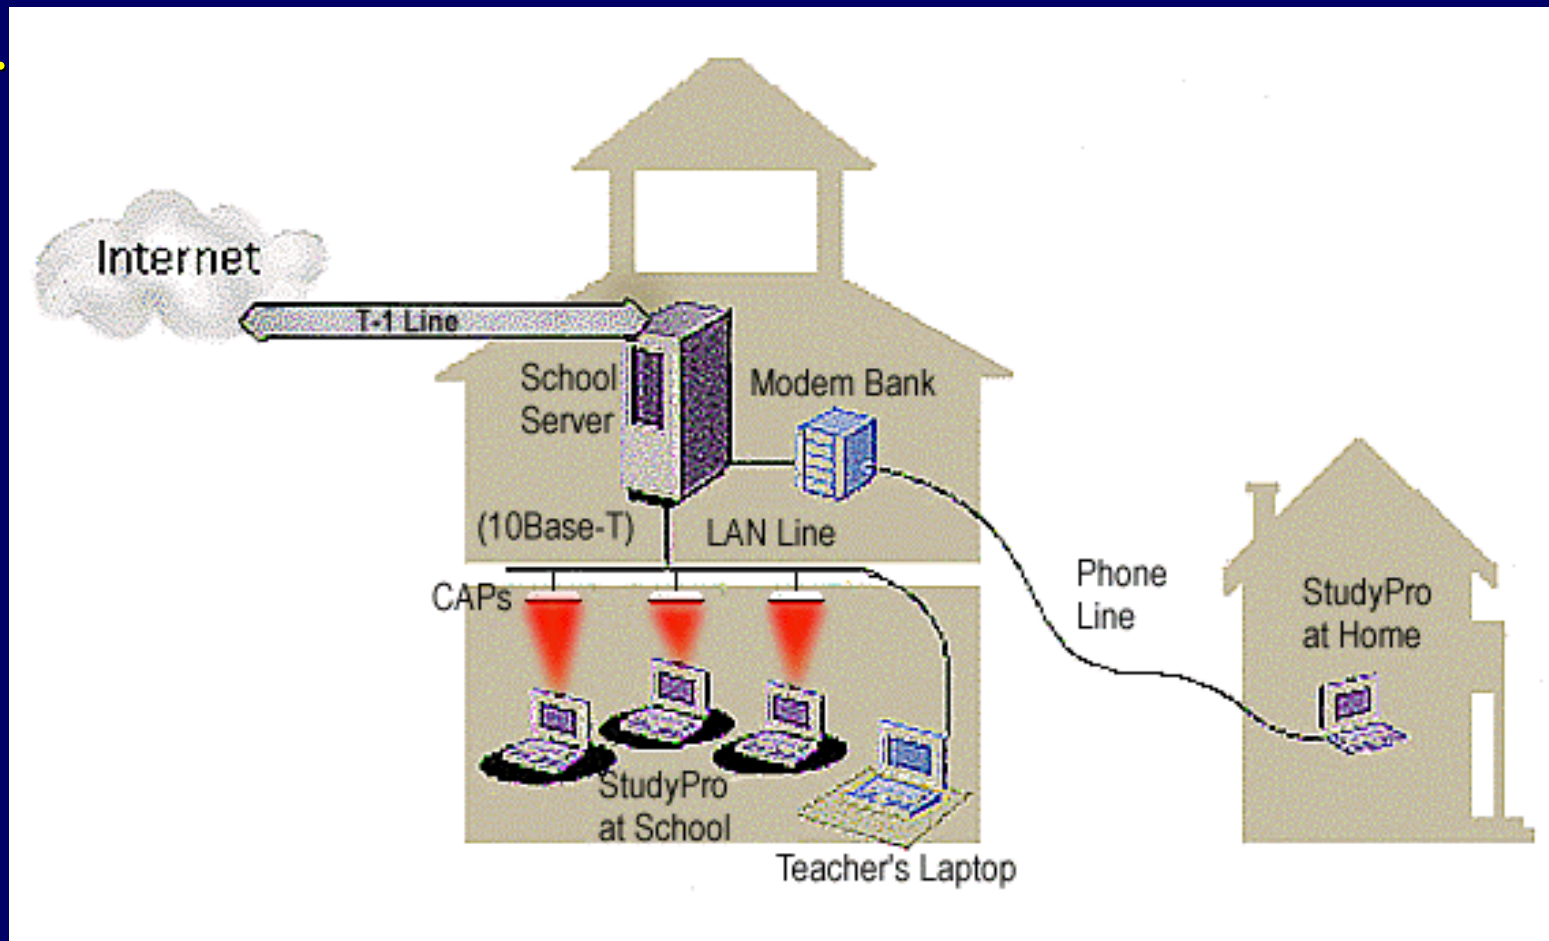 Internet
T-1 Line
School
Server
Modem Bank
(10Base-T)
LAN Line
CAPs
Phone
Line
StudyPro
at Home
StudyPro
at School
Teacher's Laptop